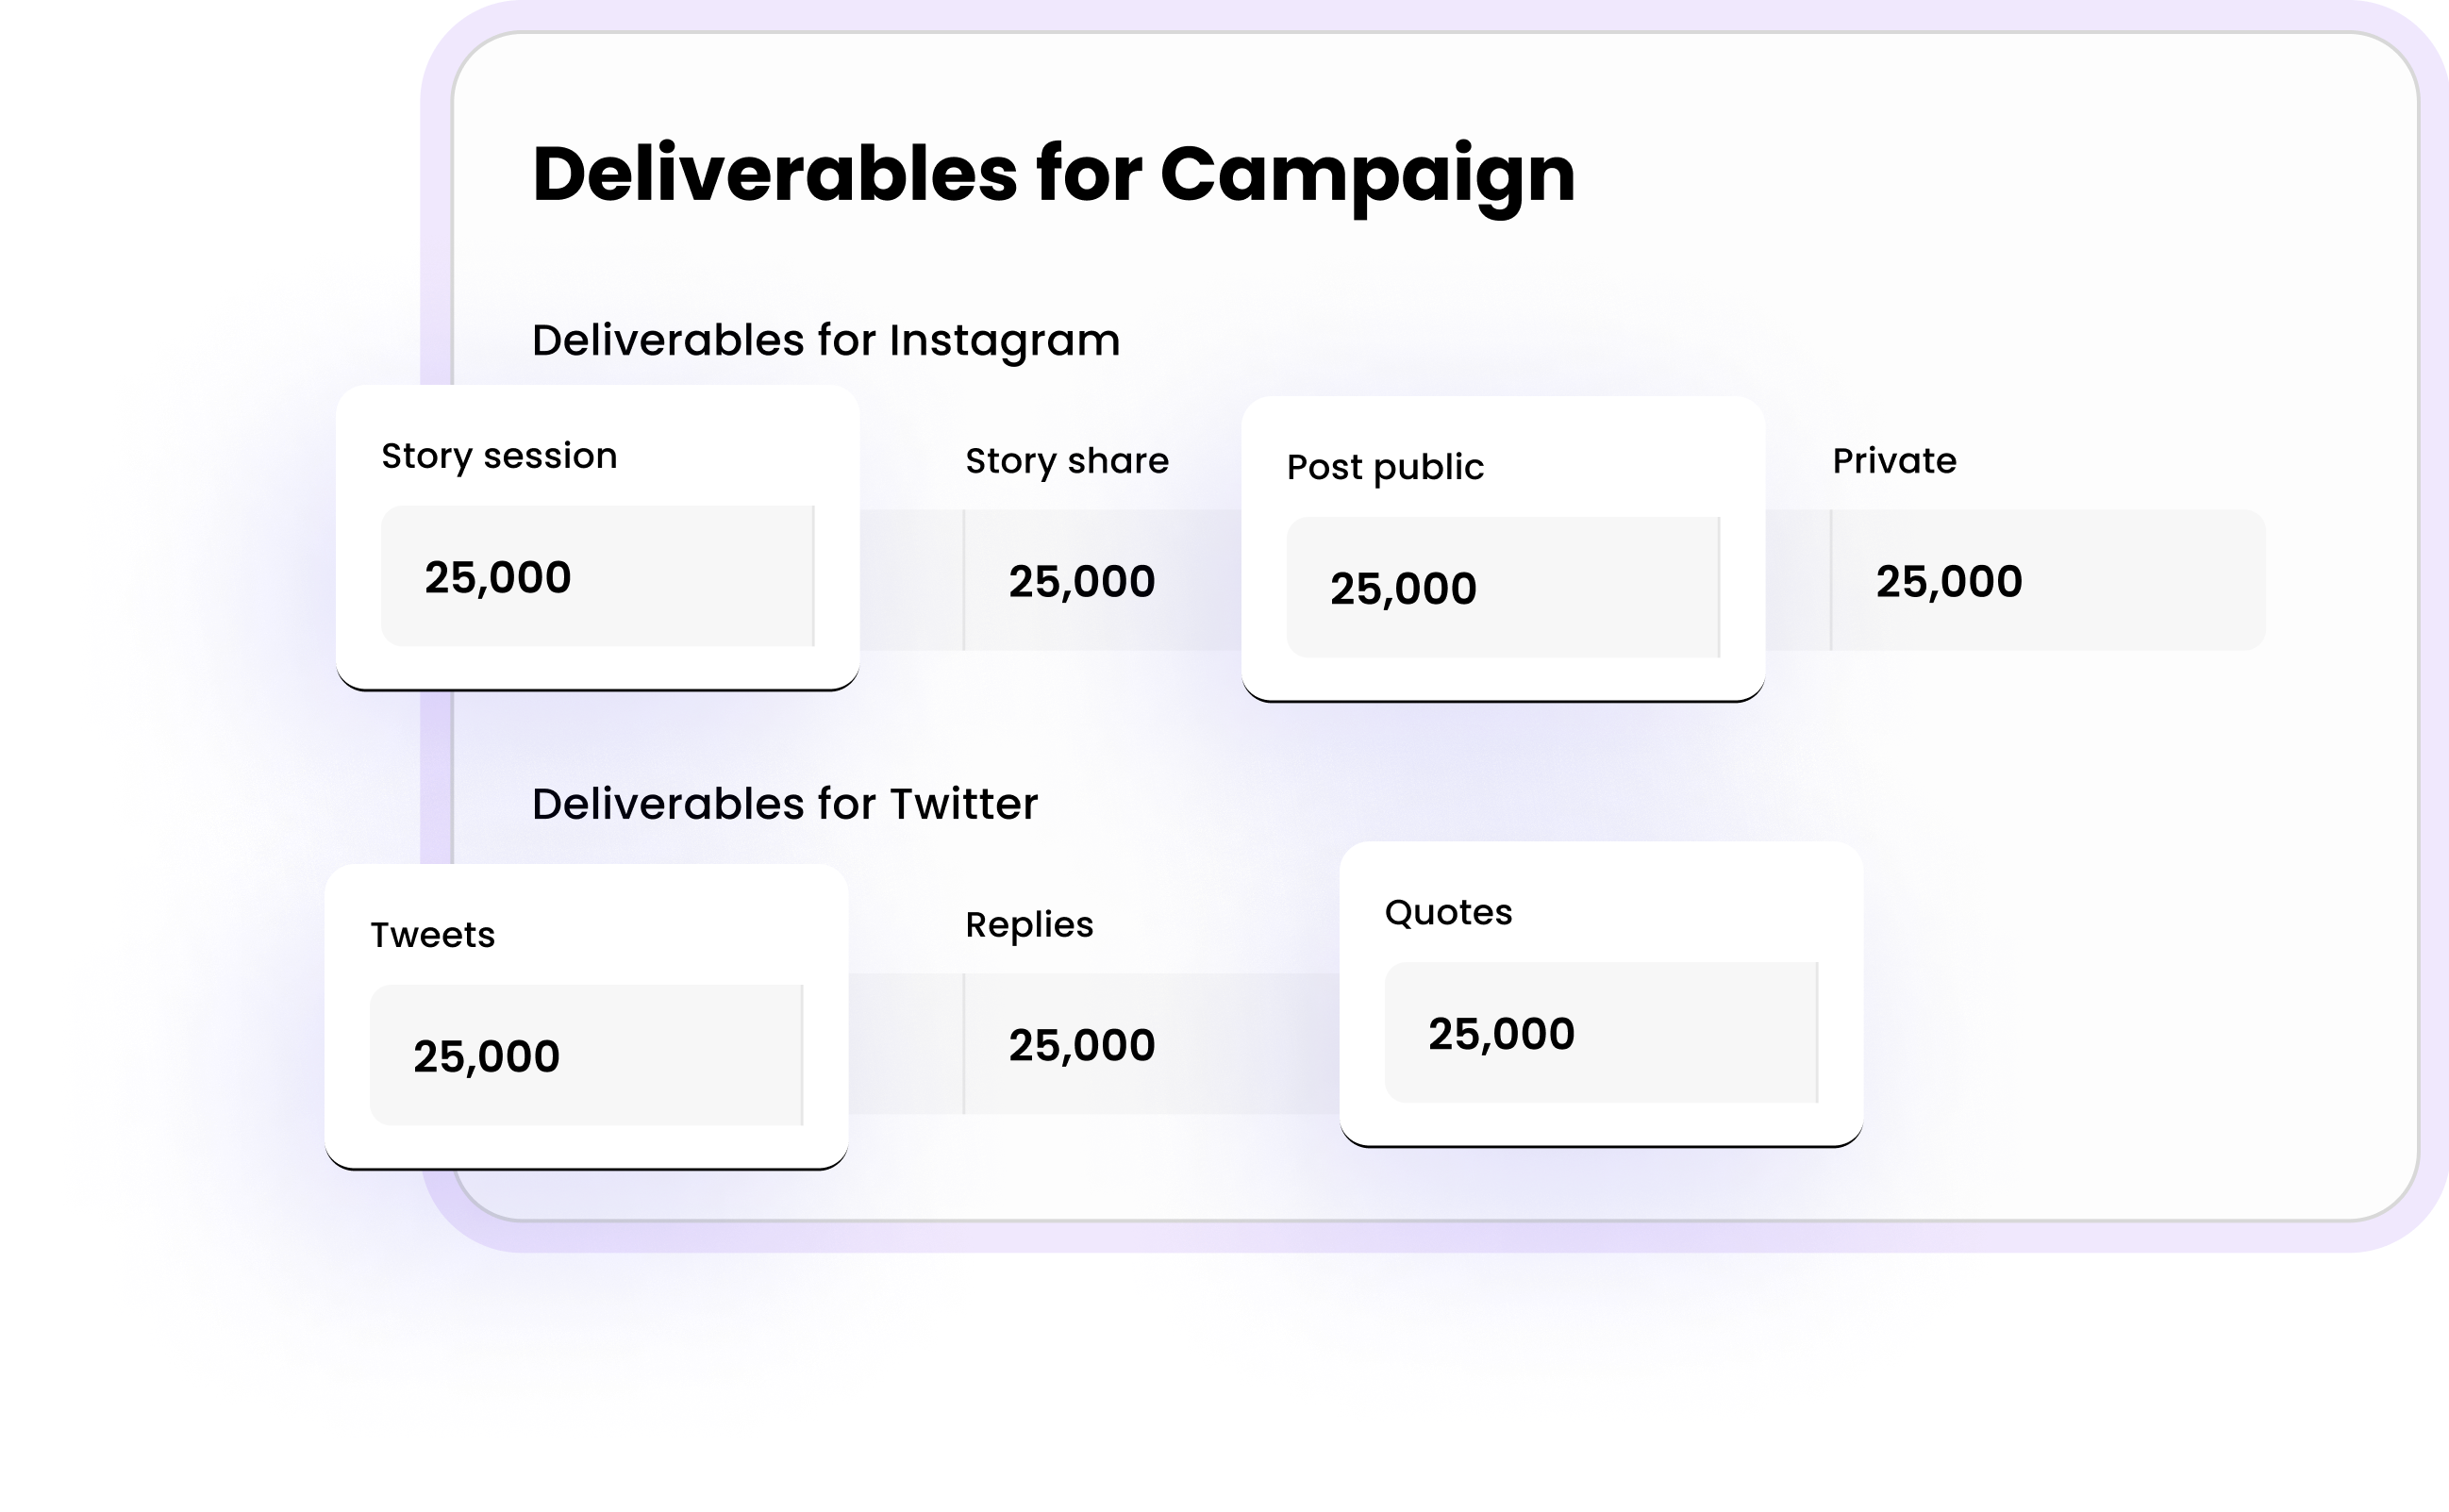 Deliverables for Campaign
Deliverables for Instagram
Story session
Story share
Post public
Private
25,000
25,000
25,000
25,000
Deliverables for Twitter
Tweets
Replies
Quotes
25,000
25,000
25,000